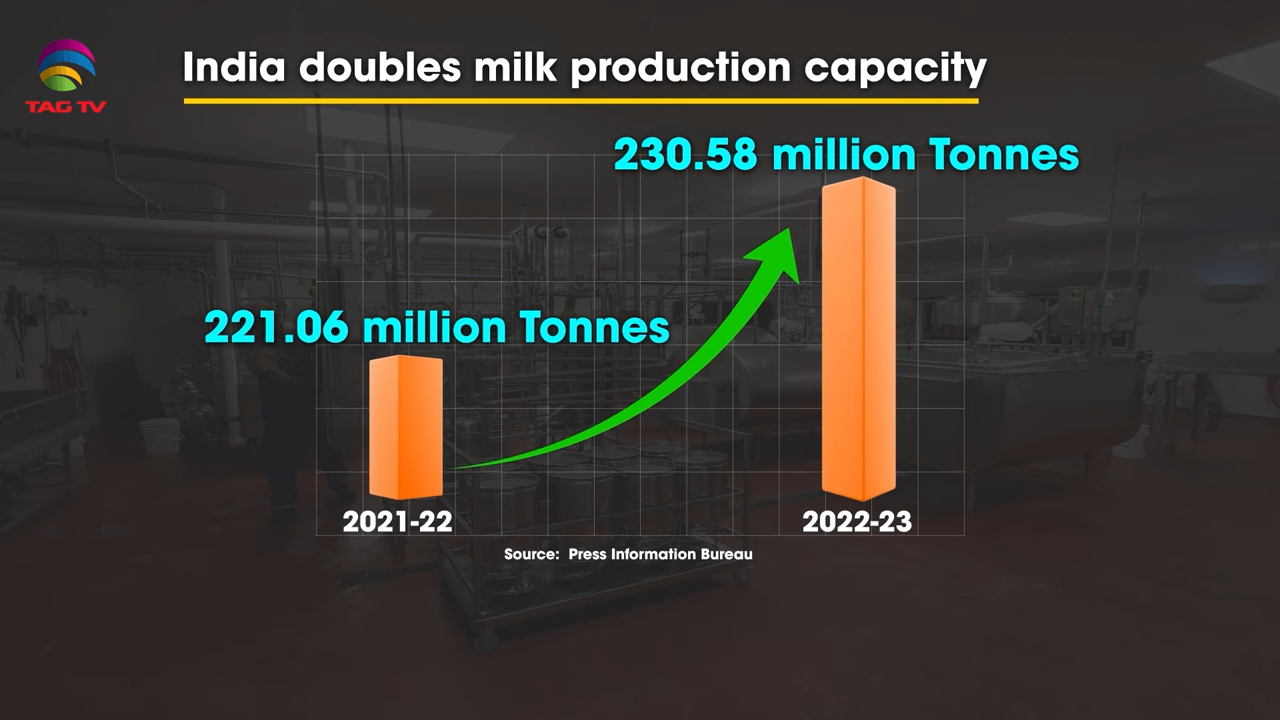 TAG TV
India doubles milk production capacity
230.58 million Tonnes
221.06 million Tonnes
2021-22
2022-23
Source: Press Information Bureau